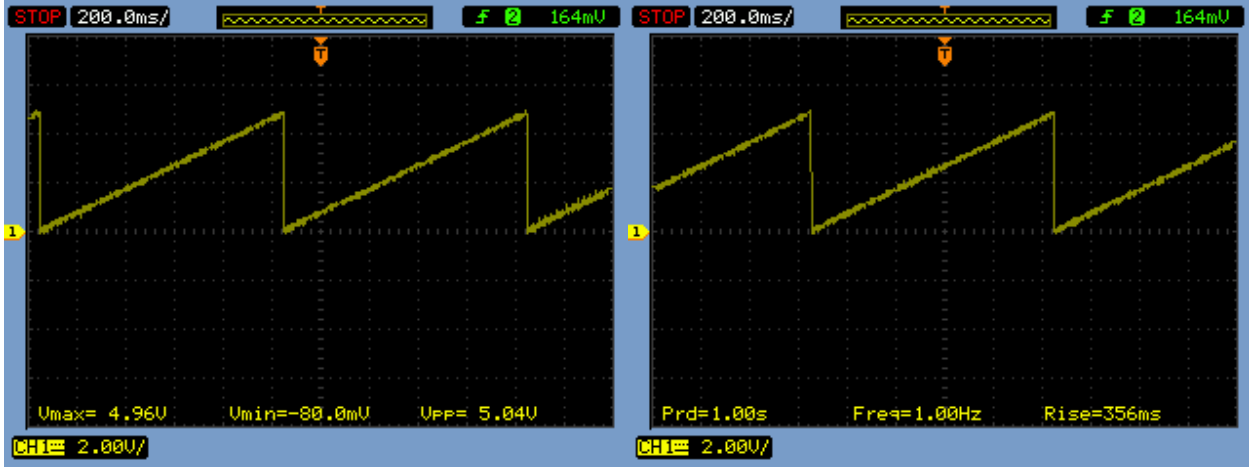 STOP 200.0ms/ T 2 164mV
T
1
Vmax= 4.96V Vmin=-80.0mV Vpp= 5.04V
CH1 2.00V/
STOP 200.0ms/ T 2 164mV
T
1
Prd=1.00s Freq=1.00Hz Rise=356ms
CH1 2.00V/